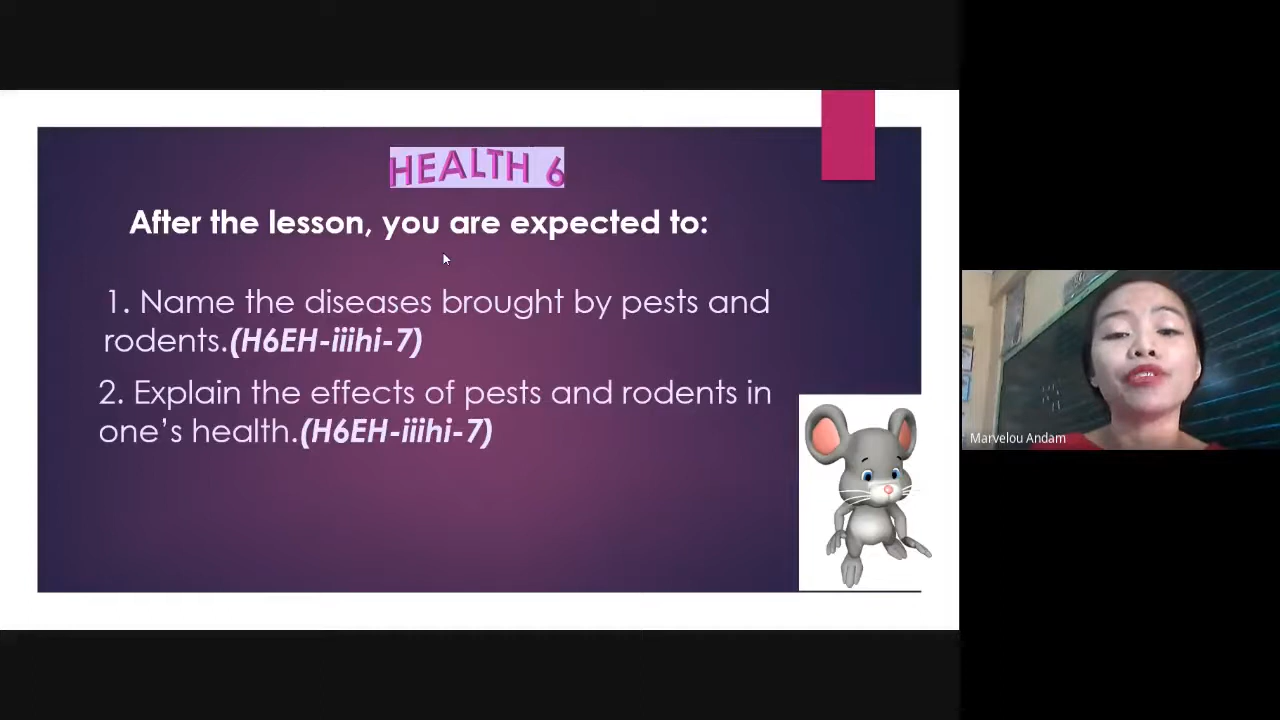 HEALTH 6
After the lesson, you are expected to:
1. Name the diseases brought by pests and
rodents.(H6EH-iiihi-7)
2. Explain the effects of pests and rodents in
one’s health.(H6EH-iiihi-7)
Marvelou Andam